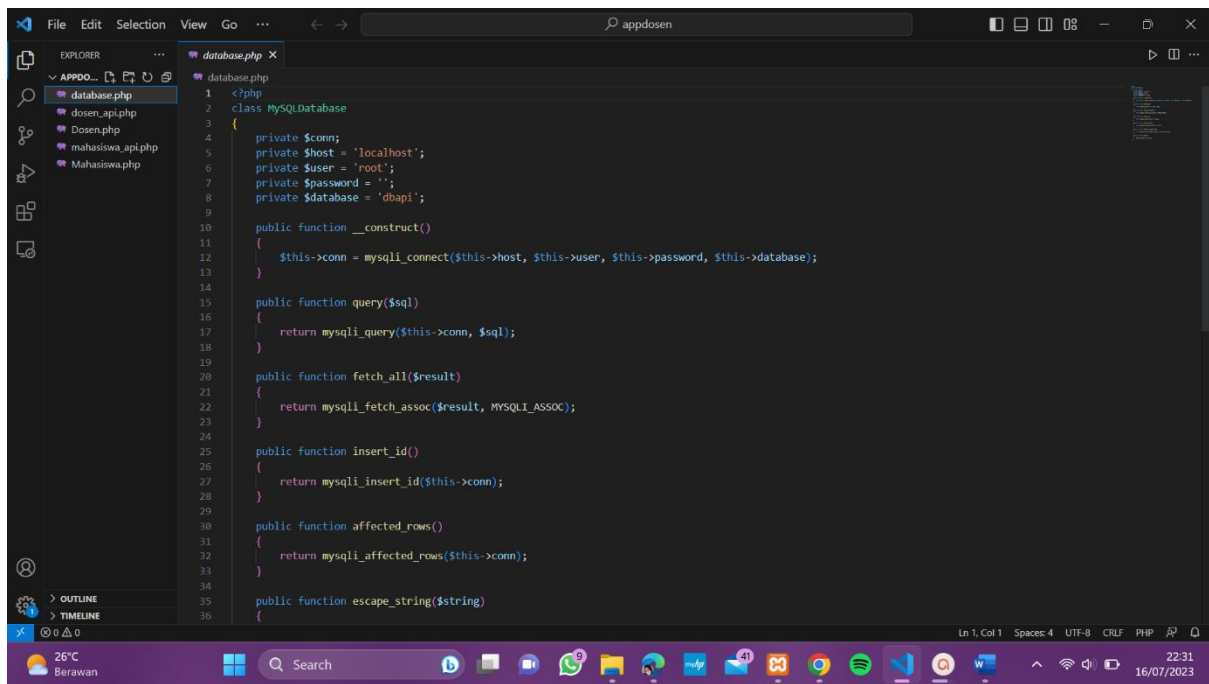 File Edit Selection View Go ... appdosen
EXPLORER ...
APPDO...
database.php
dosen_api.php
Dosen.php
mahasiswa_api.php
Mahasiswa.php
OUTLINE
TIMELINE
database.php
database.php
1 <?php
2 class MySQLDatabase
3 {
4 private $conn;
5 private $host = 'localhost';
6 private $user = 'root';
7 private $password = '';
8 private $database = 'dbapi';
9
10 public function __construct()
11 {
12 $this->conn = mysqli_connect($this->host, $this->user, $this->password, $this->database);
13 }
14
15 public function query($sql)
16 {
17 return mysqli_query($this->conn, $sql);
18 }
19
20 public function fetch_all($result)
21 {
22 return mysqli_fetch_assoc($result, MYSQLI_ASSOC);
23 }
24
25 public function insert_id()
26 {
27 return mysqli_insert_id($this->conn);
28 }
29
30 public function affected_rows()
31 {
32 return mysqli_affected_rows($this->conn);
33 }
34
35 public function escape_string($string)
36 {
1
0 0 Ln 1, Col 1 Spaces: 4 UTF-8 CRLF PHP
26°C
Berawan
Search
9
myhp
41
22:31
16/07/2023